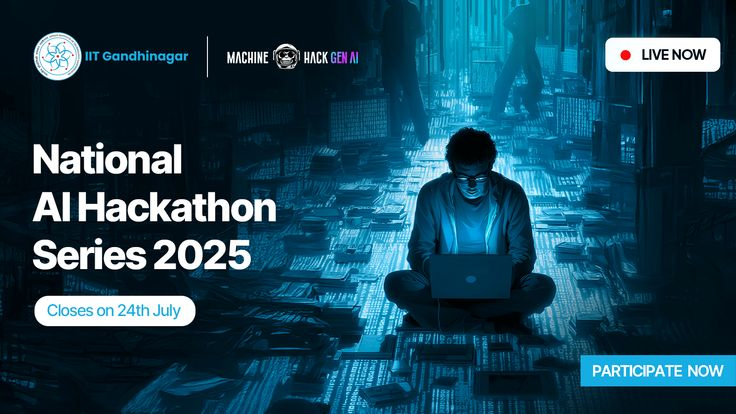 IIT Gandhinagar
MACHINE HACK GEN AI
LIVE NOW
National
AI Hackathon
Series 2025
Closes on 24th July
PARTICIPATE NOW